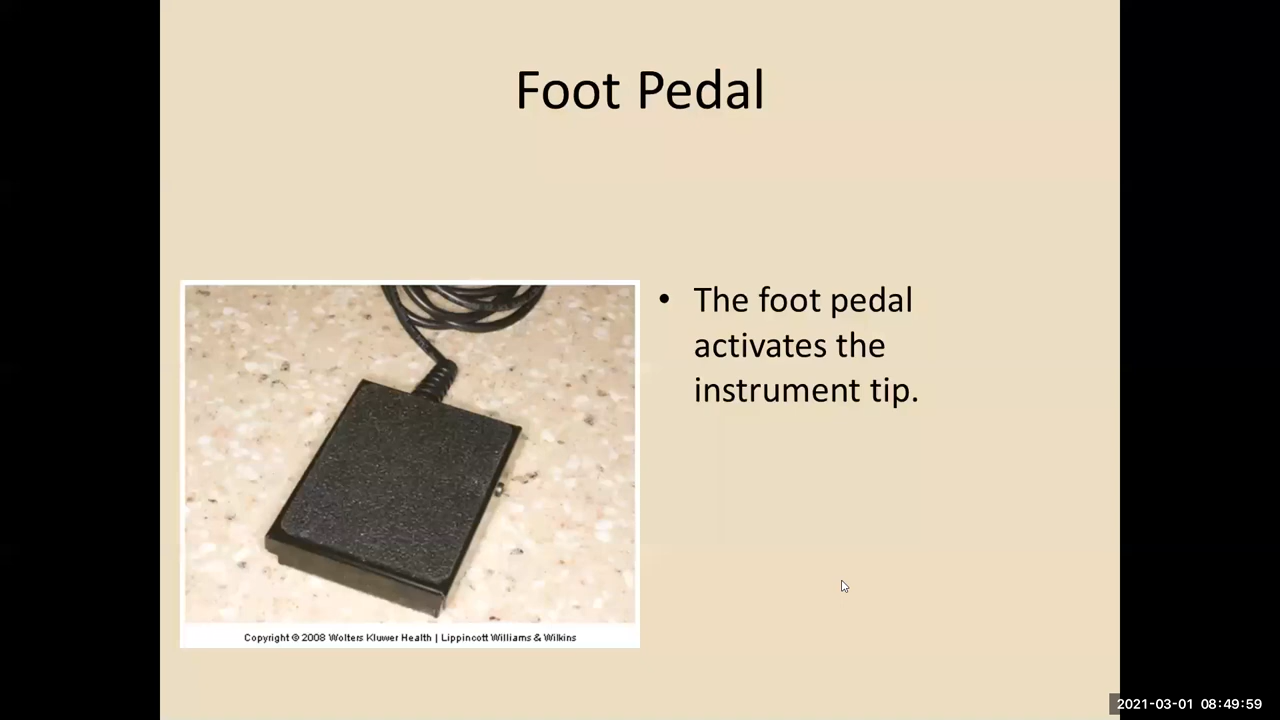 Foot Pedal
• The foot pedal
activates the
instrument tip.
Copyright © 2008 Wolters Kluwer Health | Lippincott Williams & Wilkins
2021-03-01 08:49:59